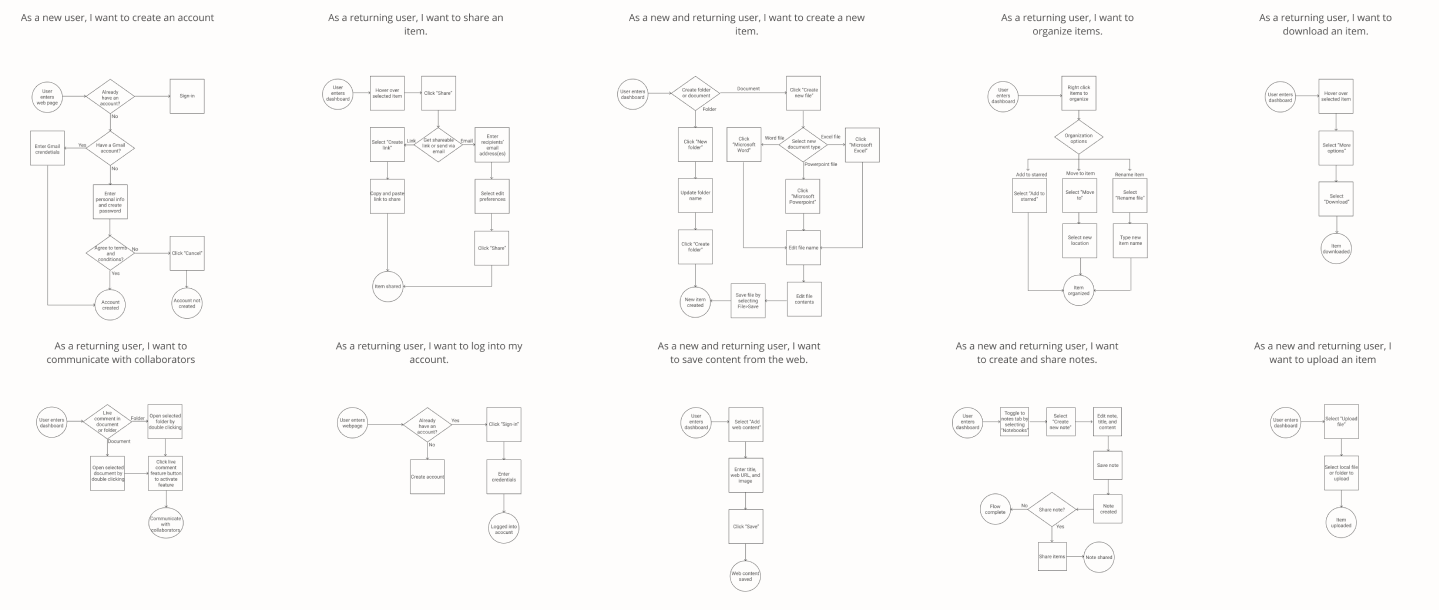 As a new user, I want to create an account
User
enters
web page
Already
have an
account?
Sign-in
No
Enter Gmail
crendentials
Yes
Have a Gmail
account?
No
Enter
personal info
and create
password
Agree to terms
and
conditions?
No
Click "Cancel"
Yes
Account
created
Account not
created
As a returning user, I want to share an
item.
User
enters
dashboard
Hover over
selected item
Click "Share"
Select "Create
link"
Link
Get shareable
link or send via
email
Email
Enter
recipients'
email
address(es)
Copy and paste
link to share
Select edit
preferences
Click "Share"
Item shared
As a new and returning user, I want to create a new
item.
User enters
dashboard
Create folder
or document
Document
Click "Create
new file"
Folder
Click "New
folder"
Click
"Microsoft
Word"
Word file
Select new
document type
Excel file
Click
"Microsoft
Excel"
Powerpoint file
Update folder
name
Click
"Microsoft
Powerpoint"
Click "Create
folder"
Edit file name
New item
created
Save file by
selecting
File>Save
Edit file
contents
As a returning user, I want to
organize items.
User
enters
dashboard
Right click
items to
organize
Organization
options
Add to starred
Move to item
Rename item
Select "Add to
starred"
Select "Move
to"
Select
"Rename file"
Select new
location
Type new
item name
Item
organized
As a returning user, I want to
download an item.
User enters
dashboard
Hover over
selected item
Select "More
options"
Select
"Download"
Item
downloaded
As a returning user, I want to
communicate with collaborators
User enters
dashboard
Live
comment in
document
or folder
Folder
Open selected
folder by
double clicking
Document
Open selected
document by
double clicking
Click live
comment
feature button
to activate
feature
Communicate
with
collaborators
As a returning user, I want to log into my
account.
User enters
webpage
Already
have an
account?
Yes
Click "Sign-in"
No
Create account
Enter
credentials
Logged into
account
As a new and returning user, I want
to save content from the web.
User
enters
dashboard
Select "Add
web content"
Enter title,
web URL, and
image
Click "Save"
Web content
saved
As a new and returning user, I want
to create and share notes.
User
enters
dashboard
Toggle to
notes tab by
selecting
"Notebooks"
Select
"Create
new note"
Edit note,
title, and
content
Save note
Flow
complete
No
Share note?
Note
created
Yes
Share items
Note shared
As a new and returning user, I
want to upload an item
User enters
dashboard
Select "Upload
file"
Select local file
or folder to
upload
Item
uploaded